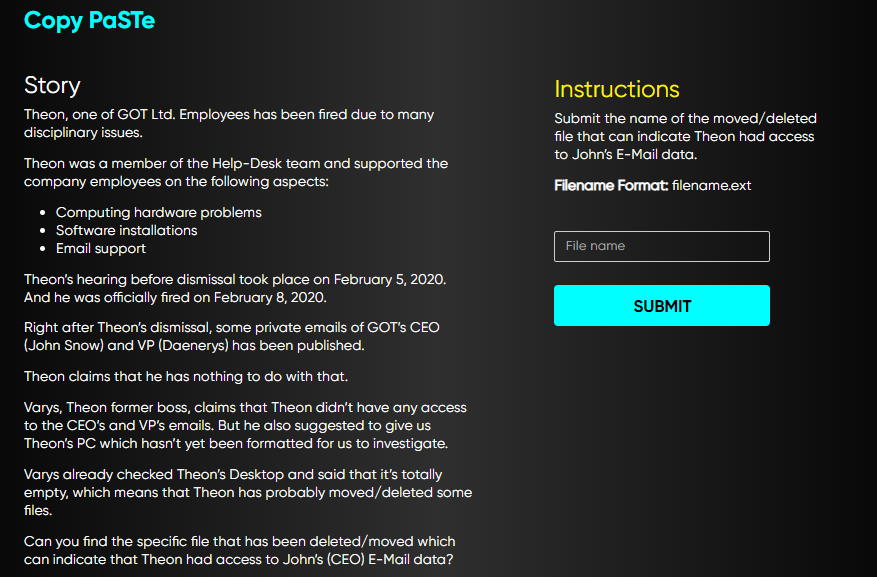 Copy PaSTe
Story
Theon, one of GOT Ltd. Employees has been fired due to many
disciplinary issues.
Theon was a member of the Help-Desk team and supported the
company employees on the following aspects:
• Computing hardware problems
• Software installations
• Email support
Theon's hearing before dismissal took place on February 5, 2020.
And he was officially fired on February 8, 2020.
Right after Theon's dismissal, some private emails of GOT's CEO
(John Snow) and VP (Daenerys) has been published.
Theon claims that he has nothing to do with that.
Varys, Theon former boss, claims that Theon didn't have any access
to the CEO's and VP's emails. But he also suggested to give us
Theon's PC which hasn't yet been formatted for us to investigate.
Varys already checked Theon's Desktop and said that it's totally
empty, which means that Theon has probably moved/deleted some
files.
Can you find the specific file that has been deleted/moved which
can indicate that Theon had access to John's (CEO) E-Mail data?
Instructions
Submit the name of the moved/deleted
file that can indicate Theon had access
to John's E-Mail data.
Filename Format: filename.ext
File name
SUBMIT